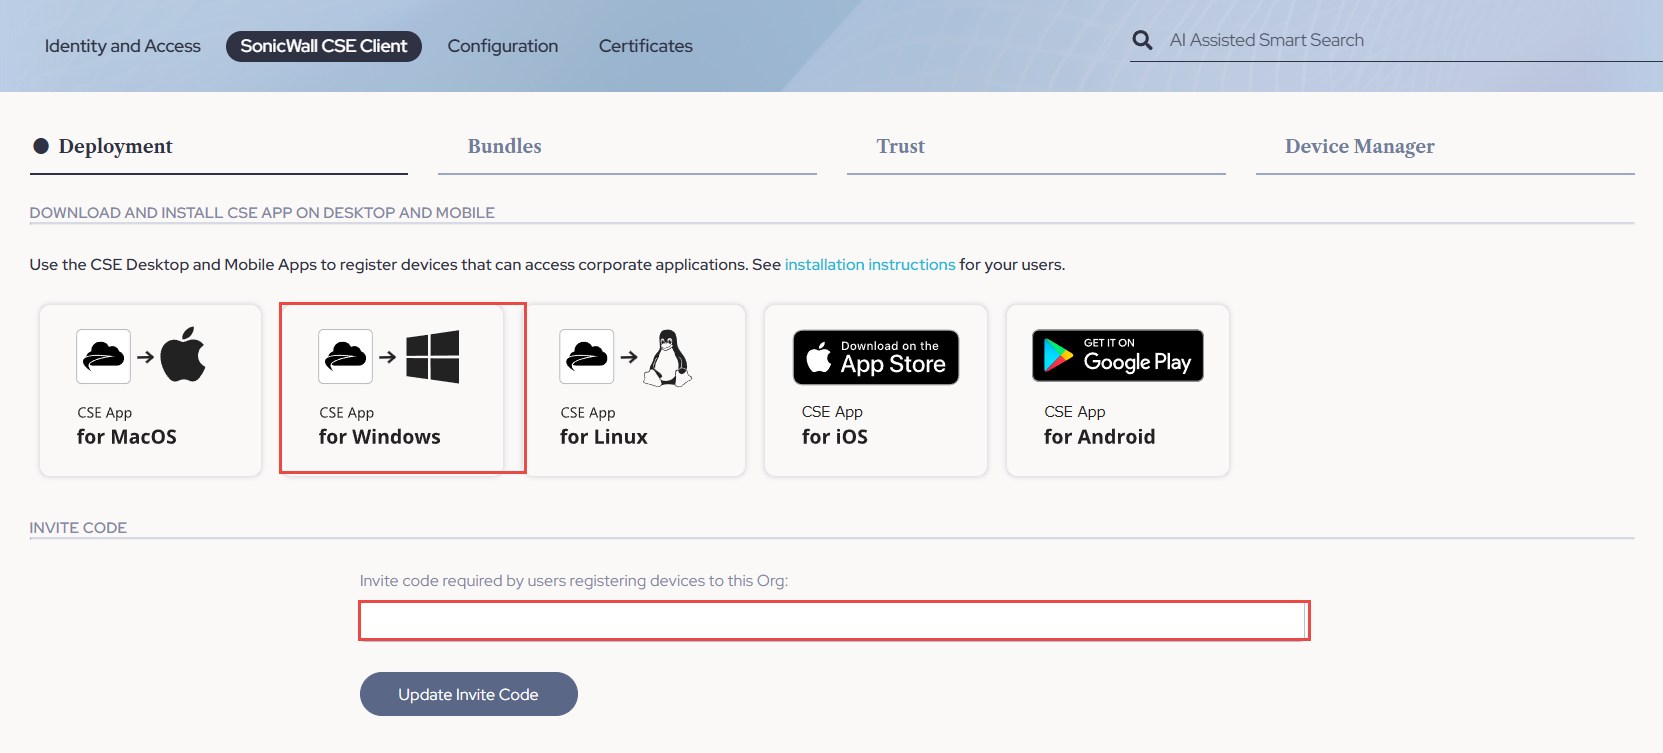 Identity and Access SonicWall CSE Client Configuration Certificates AI Assisted Smart Search
Deployment Bundles Trust Device Manager
DOWNLOAD AND INSTALL CSE APP ON DESKTOP AND MOBILE
Use the CSE Desktop and Mobile Apps to register devices that can access corporate applications. See installation instructions for your users.
CSE App
for MacOS
CSE App
for Windows
CSE App
for Linux
Download on the
App Store
CSE App
for iOS
GET IT ON
Google Play
CSE App
for Android
INVITE CODE
Invite code required by users registering devices to this Org:
Update Invite Code